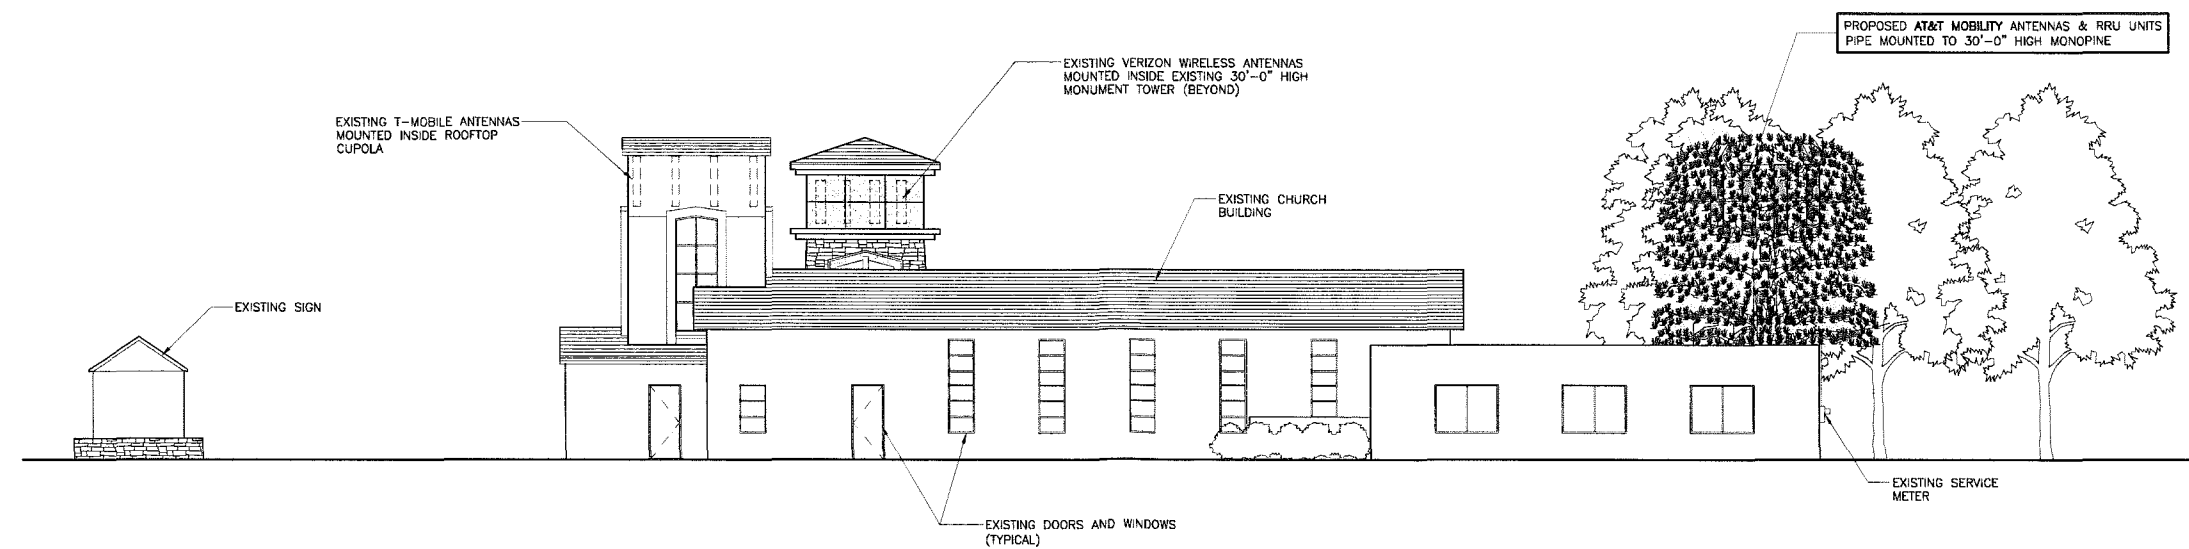 PROPOSED AT&T MOBILITY ANTENNAS & RRU UNITS
PIPE MOUNTED TO 30'-0" HIGH MONOPINE
EXISTING VERIZON WIRELESS ANTENNAS
MOUNTED INSIDE EXISTING 30'-0" HIGH
MONUMENT TOWER (BEYOND)
EXISTING T-MOBILE ANTENNAS
MOUNTED INSIDE ROOFTOP
CUPOLA
EXISTING CHURCH
BUILDING
EXISTING SIGN
EXISTING SERVICE
METER
EXISTING DOORS AND WINDOWS
(TYPICAL)